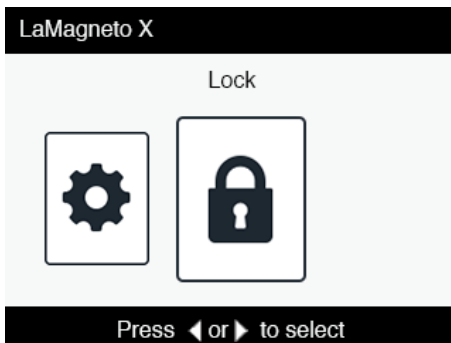 LaMagneto X
Lock
Press ◀ or ▶ to select